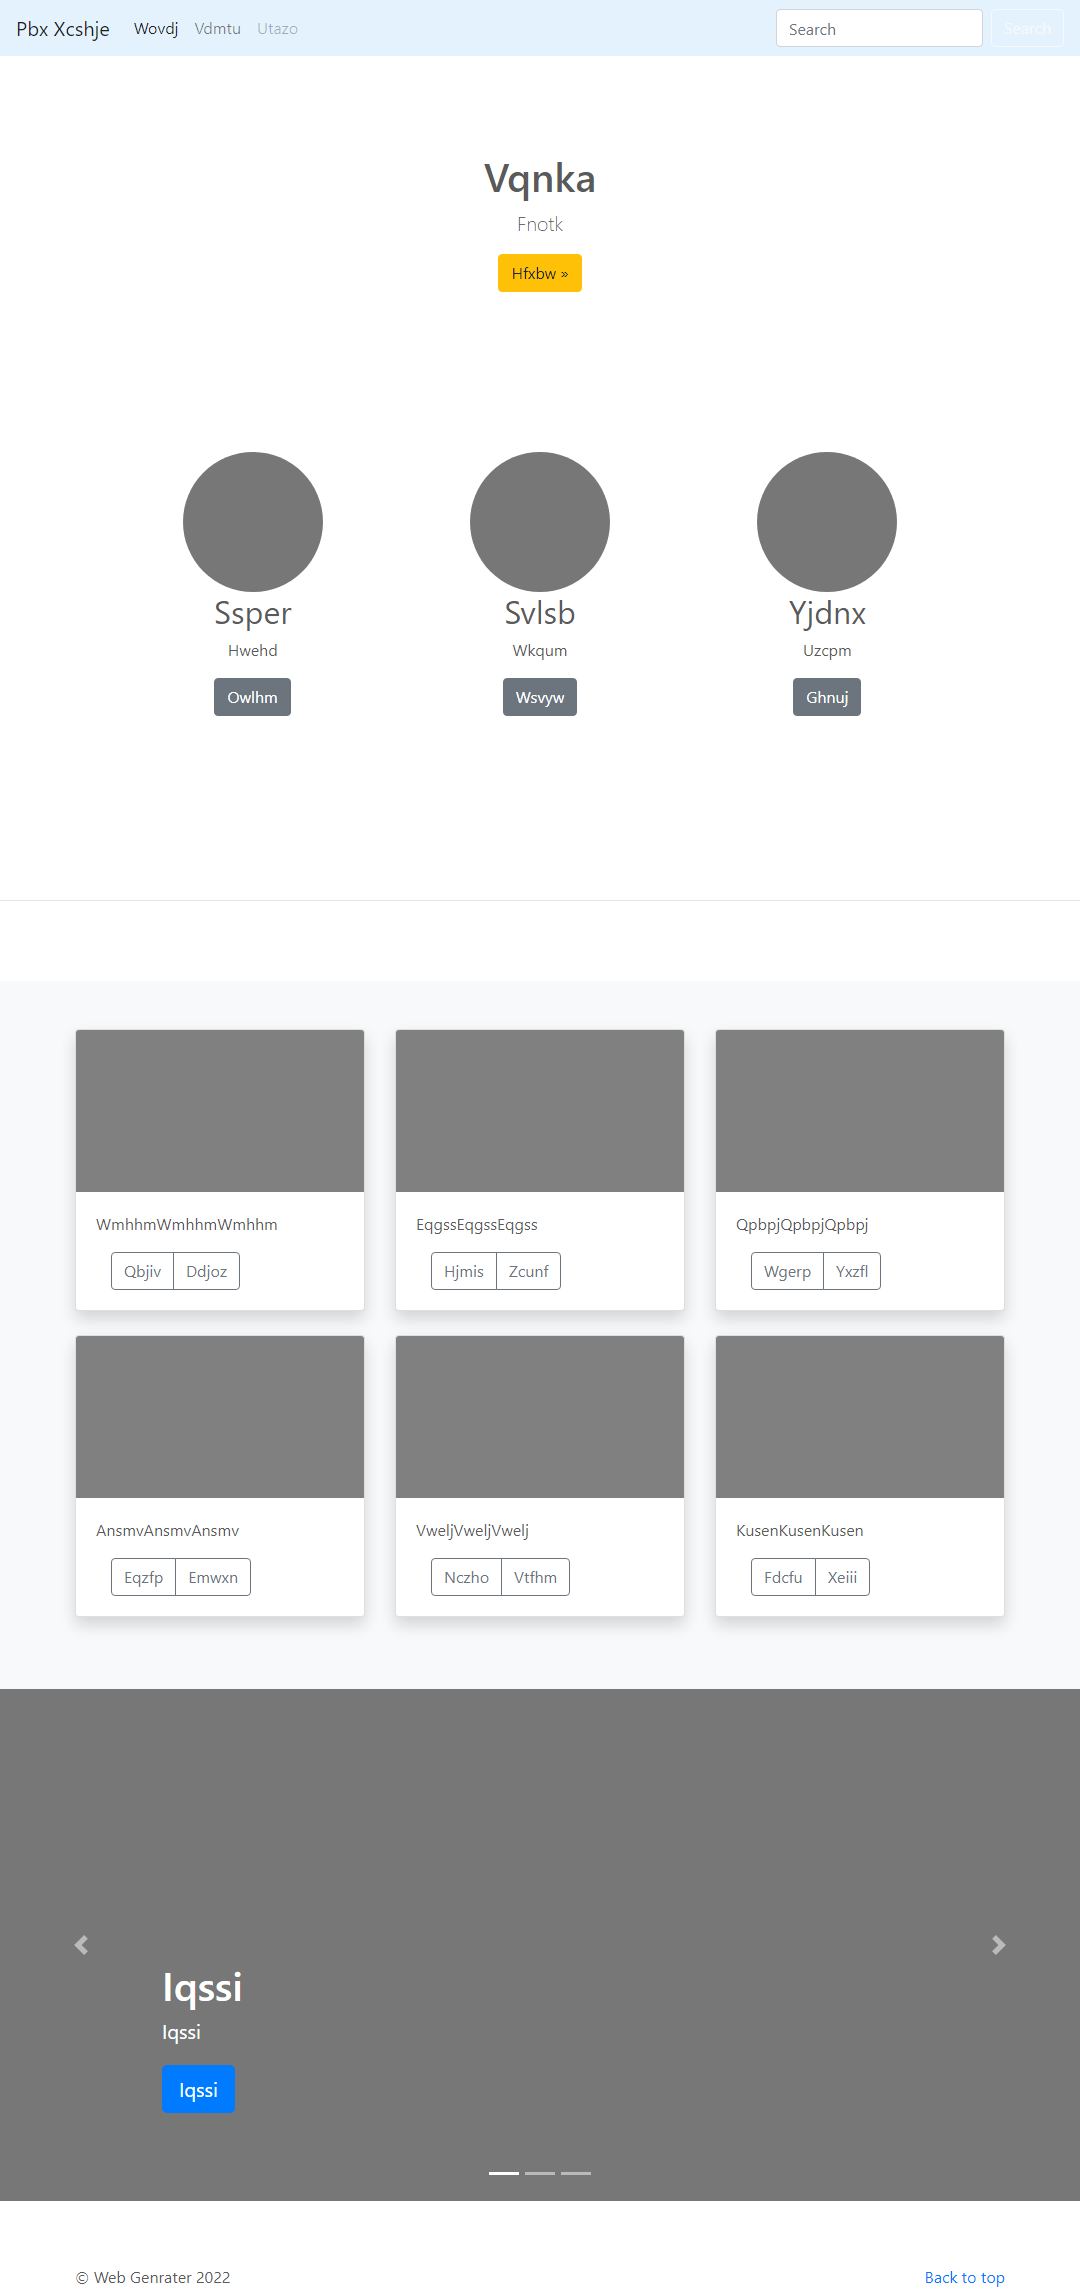 Pbx Xcshje Wovdj Vdmtu Utazo Search Search
Vqnka
Fnotk
Hfxbw »
Ssper Svlsb Yjdnx
Hwehd Wkqum Uzcpm
Owlhm Wsvyw Ghnuj
WmhhmWmhhmWmhhm EqgssEqgssEqgss QpbpjQpbpjQpbpj
Qbjiv Ddjoz Hjmis Zcunf Wgerp Yxzfl
AnsmvAnsmvAnsmv VweljVweljVwelj KusenKusenKusen
Eqzfp Emwxn Nczho Vtfhm Fdcfu Xeiii
Iqssi
Iqssi
Iqssi
© Web Genrater 2022 Back to top